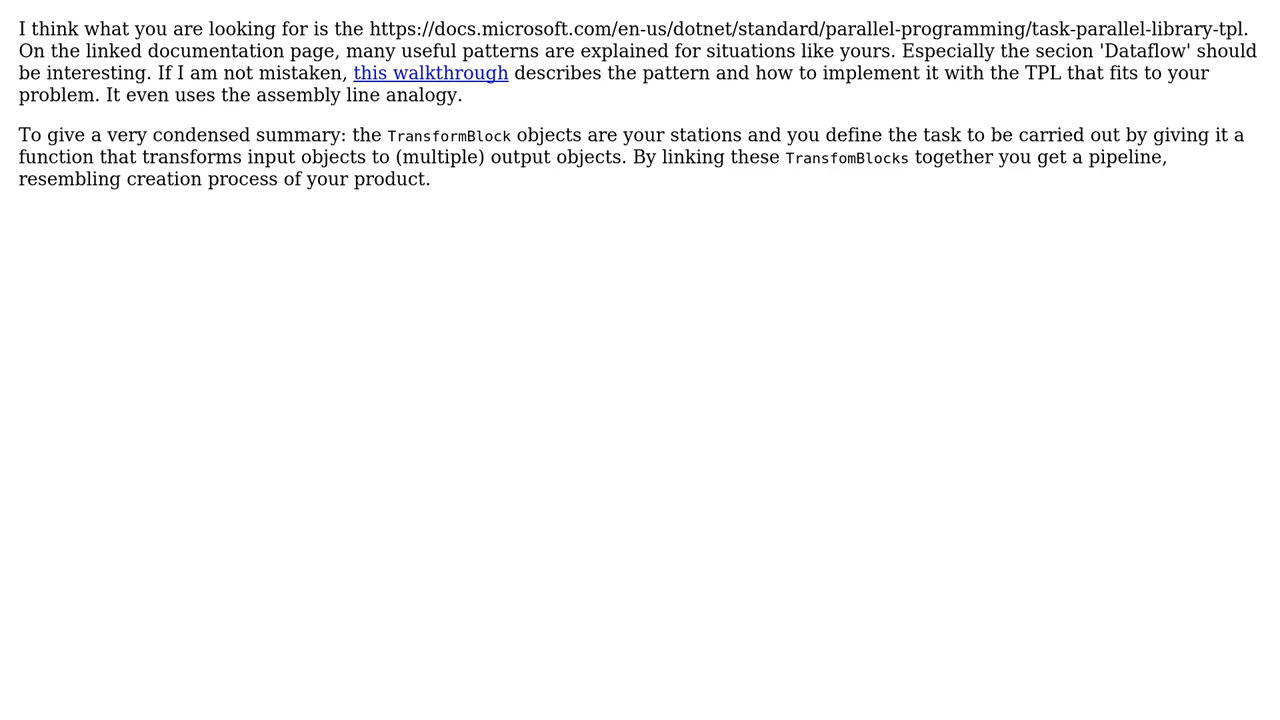 I think what you are looking for is the https://docs.microsoft.com/en-us/dotnet/standard/parallel-programming/task-parallel-library-tpl.
On the linked documentation page, many useful patterns are explained for situations like yours. Especially the secion 'Dataflow' should
be interesting. If I am not mistaken, this walkthrough describes the pattern and how to implement it with the TPL that fits to your
problem. It even uses the assembly line analogy.
To give a very condensed summary: the TransformBlock objects are your stations and you define the task to be carried out by giving it a
function that transforms input objects to (multiple) output objects. By linking these TransfomBlocks together you get a pipeline,
resembling creation process of your product.